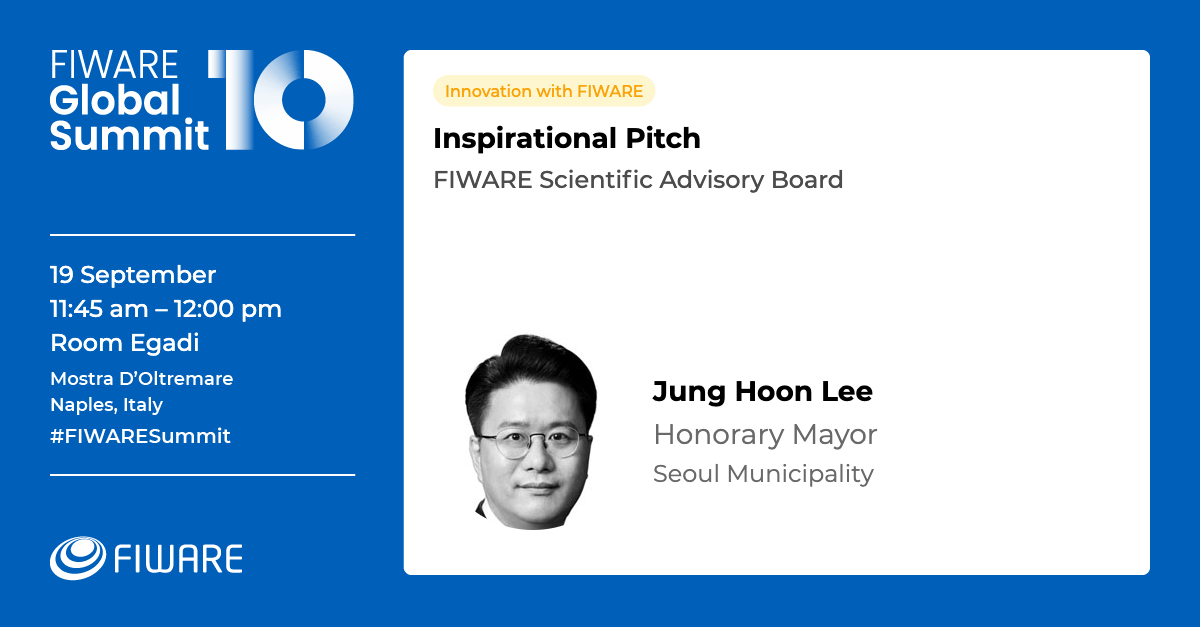 FIWARE
Global
Summit
10
19 September
11:45 am – 12:00 pm
Room Egadi
Mostra D’Oltremare
Naples, Italy
#FIWARESummit
FIWARE
Innovation with FIWARE
Inspirational Pitch
FIWARE Scientific Advisory Board
Jung Hoon Lee
Honorary Mayor
Seoul Municipality